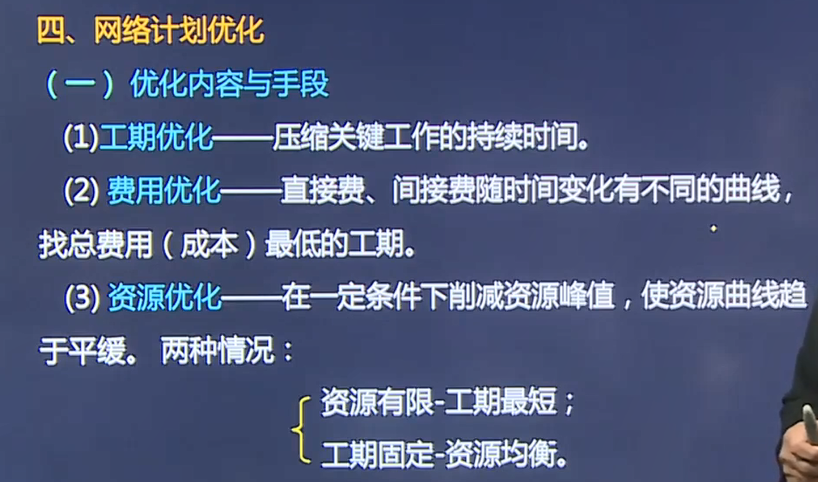 四、网络计划优化
（一）优化内容与手段
(1)工期优化——压缩关键工作的持续时间。
(2) 费用优化——直接费、间接费随时间变化有不同的曲线，
找总费用（成本）最低的工期。
(3) 资源优化——在一定条件下削减资源峰值，使资源曲线趋
于平缓。 两种情况：
资源有限-工期最短；
工期固定-资源均衡。